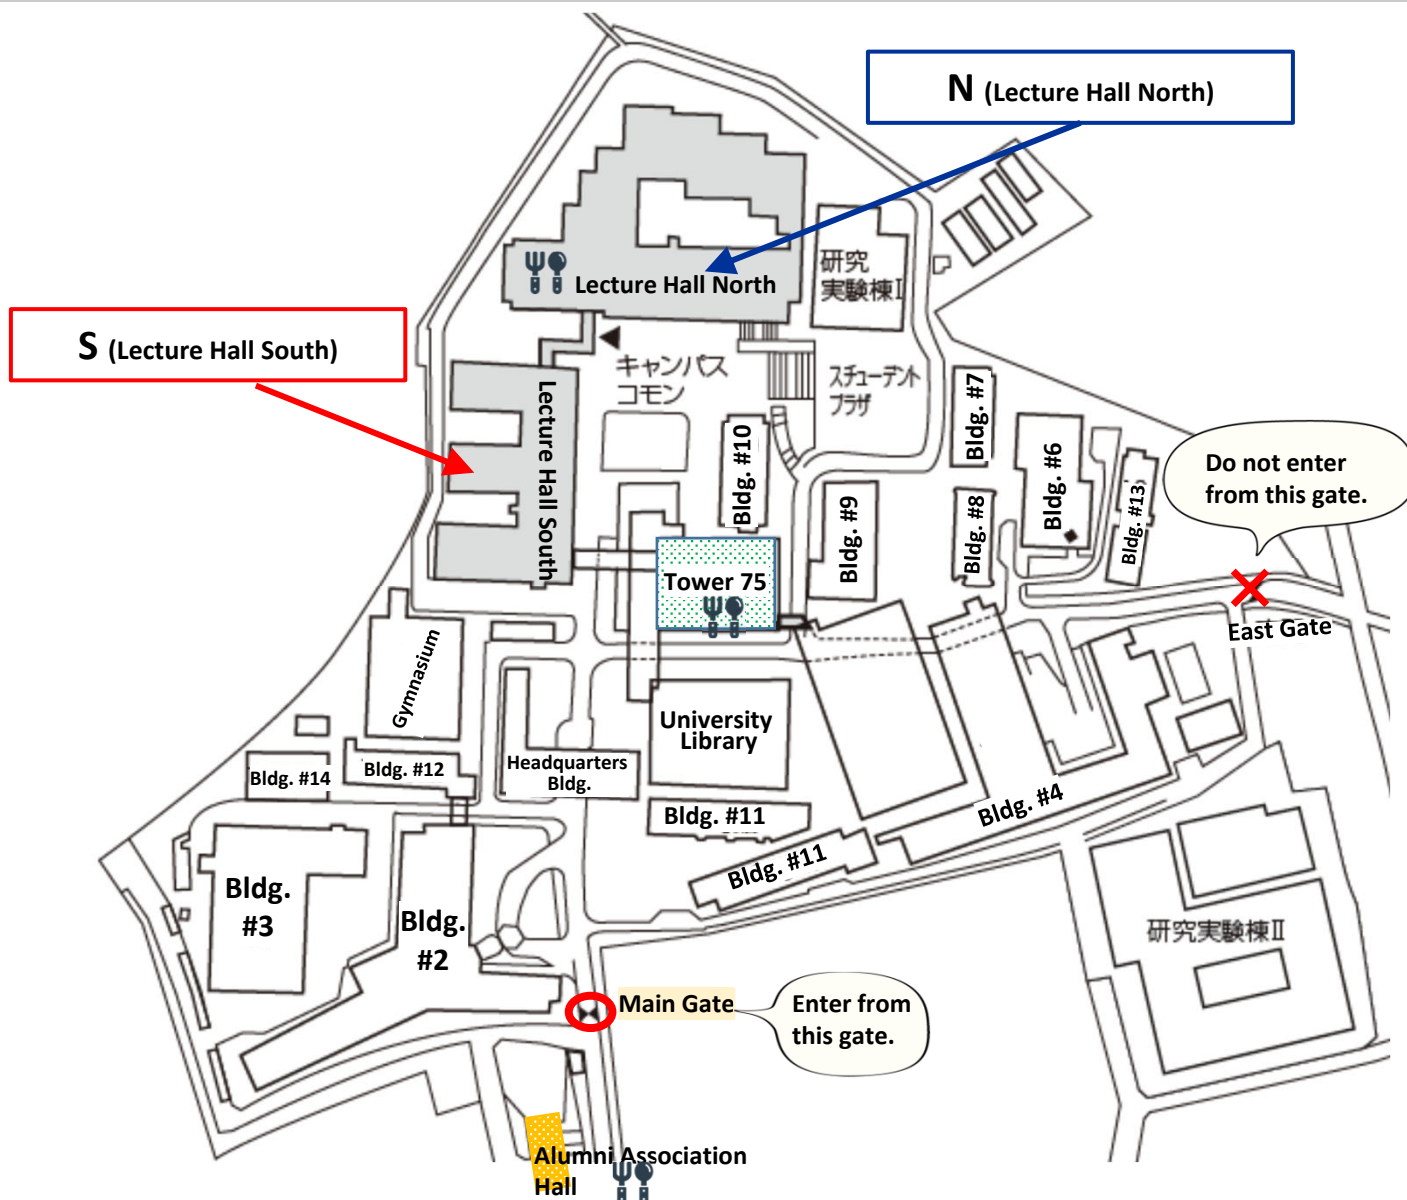 N (Lecture Hall North)
研究
実験棟Ⅰ
Lecture Hall North
S (Lecture Hall South)
キャンパス
コモン
スチューデント
プラザ
Lecture Hall South
Bldg. #10
Bldg. #7
Bldg. #6
Bldg. #13
Do not enter
from this gate.
Bldg. #9
Bldg. #8
Tower 75
East Gate
Gymnasium
University
Library
Bldg. #14
Bldg. #12
Headquarters
Bldg.
Bldg. #11
Bldg. #4
Bldg. #11
Bldg.
#3
Bldg.
#2
研究実験棟Ⅱ
Main Gate
Enter from
this gate.
Alumni Association
Hall